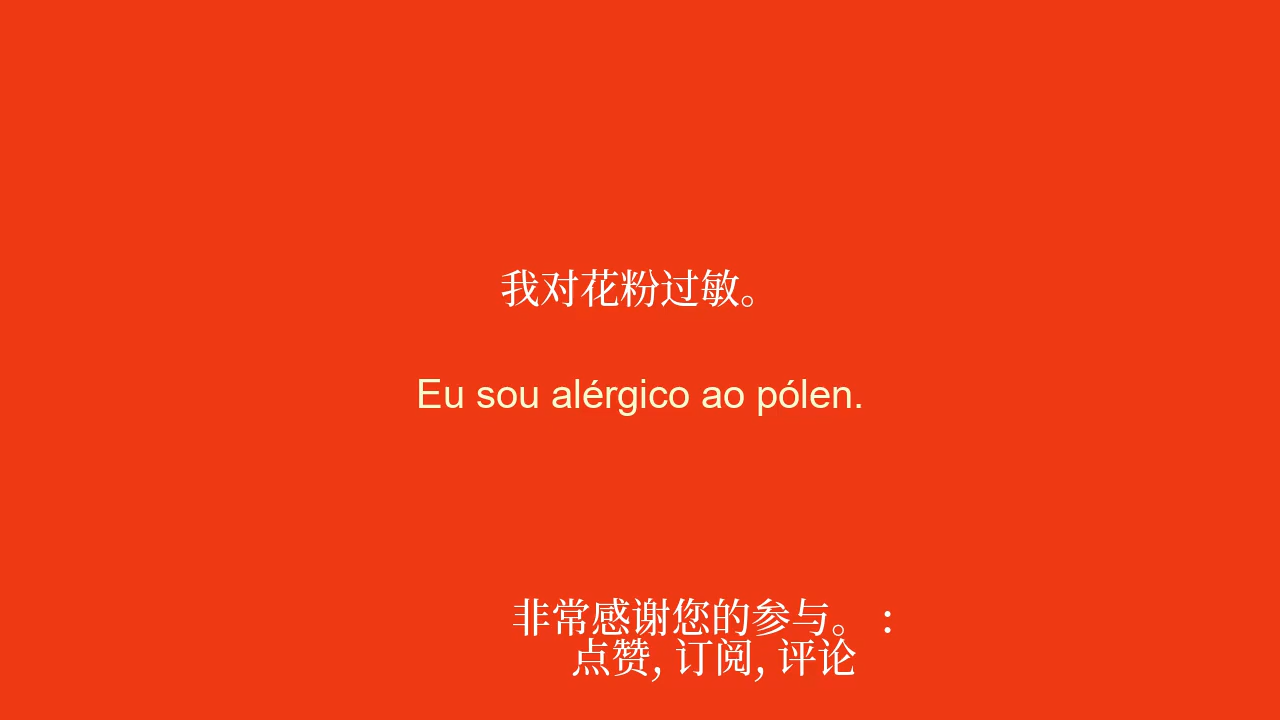 我对花粉过敏。
Eu sou alérgico ao pólen.
非常感谢您的参与。 :
点赞, 订阅, 评论